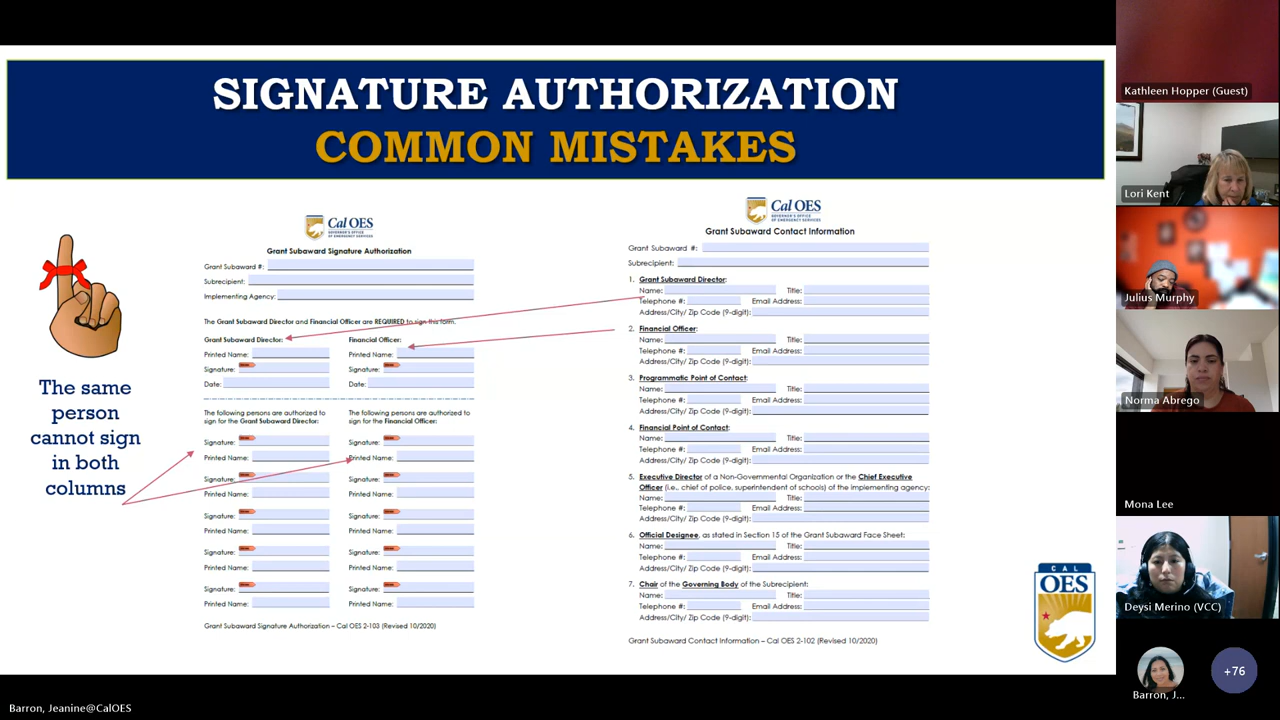 SIGNATURE AUTHORIZATION
COMMON MISTAKES
The same
person
cannot sign
in both
columns
Cal OES
GOVERNOR'S OFFICE
OF EMERGENCY SERVICES
Grant Subaward Signature Authorization
Grant Subaward #:
Subrecipient:
Implementing Agency:
The Grant Subaward Director and Financial Officer are REQUIRED to sign this form.
Grant Subaward Director: Financial Officer:
Printed Name: Printed Name:
Signature: Signature:
Date: Date:
The following persons are authorized to The following persons are authorized to
sign for the Grant Subaward Director: sign for the Financial Officer:
Signature: Signature:
Printed Name: Printed Name:
Signature: Signature:
Printed Name: Printed Name:
Signature: Signature:
Printed Name: Printed Name:
Signature: Signature:
Printed Name: Printed Name:
Signature: Signature:
Printed Name: Printed Name:
Grant Subaward Signature Authorization – Cal OES 2-103 (Revised 10/2020)
Cal OES
GOVERNOR'S OFFICE
OF EMERGENCY SERVICES
Grant Subaward Contact Information
Grant Subaward #:
Subrecipient:
1. Grant Subaward Director:
Name: Title:
Telephone #: Email Address:
Address/City/ Zip Code (9-digit):
2. Financial Officer:
Name: Title:
Telephone #: Email Address:
Address/City/ Zip Code (9-digit):
3. Programmatic Point of Contact:
Name: Title:
Telephone #: Email Address:
Address/City/ Zip Code (9-digit):
4. Financial Point of Contact:
Name: Title:
Telephone #: Email Address:
Address/City/ Zip Code (9-digit):
5. Executive Director of a Non-Governmental Organization or the Chief Executive
Officer (i.e., chief of police, superintendent of schools) of the implementing agency:
Name: Title:
Telephone #: Email Address:
Address/City/ Zip Code (9-digit):
6. Official Designee, as stated in Section 15 of the Grant Subaward Face Sheet:
Name: Title:
Telephone #: Email Address:
Address/City/ Zip Code (9-digit):
7. Chair of the Governing Body of the Subrecipient:
Name: Title:
Telephone #: Email Address:
Address/City/ Zip Code (9-digit):
Grant Subaward Contact Information – Cal OES 2-102 (Revised 10/2020)
CAL
OES
Kathleen Hopper (Guest)
Lori Kent
Julius Murphy
Norma Abrego
Mona Lee
Deysi Merino (VCC)
Barron, J...
+76
Barron, Jeanine@CalOES